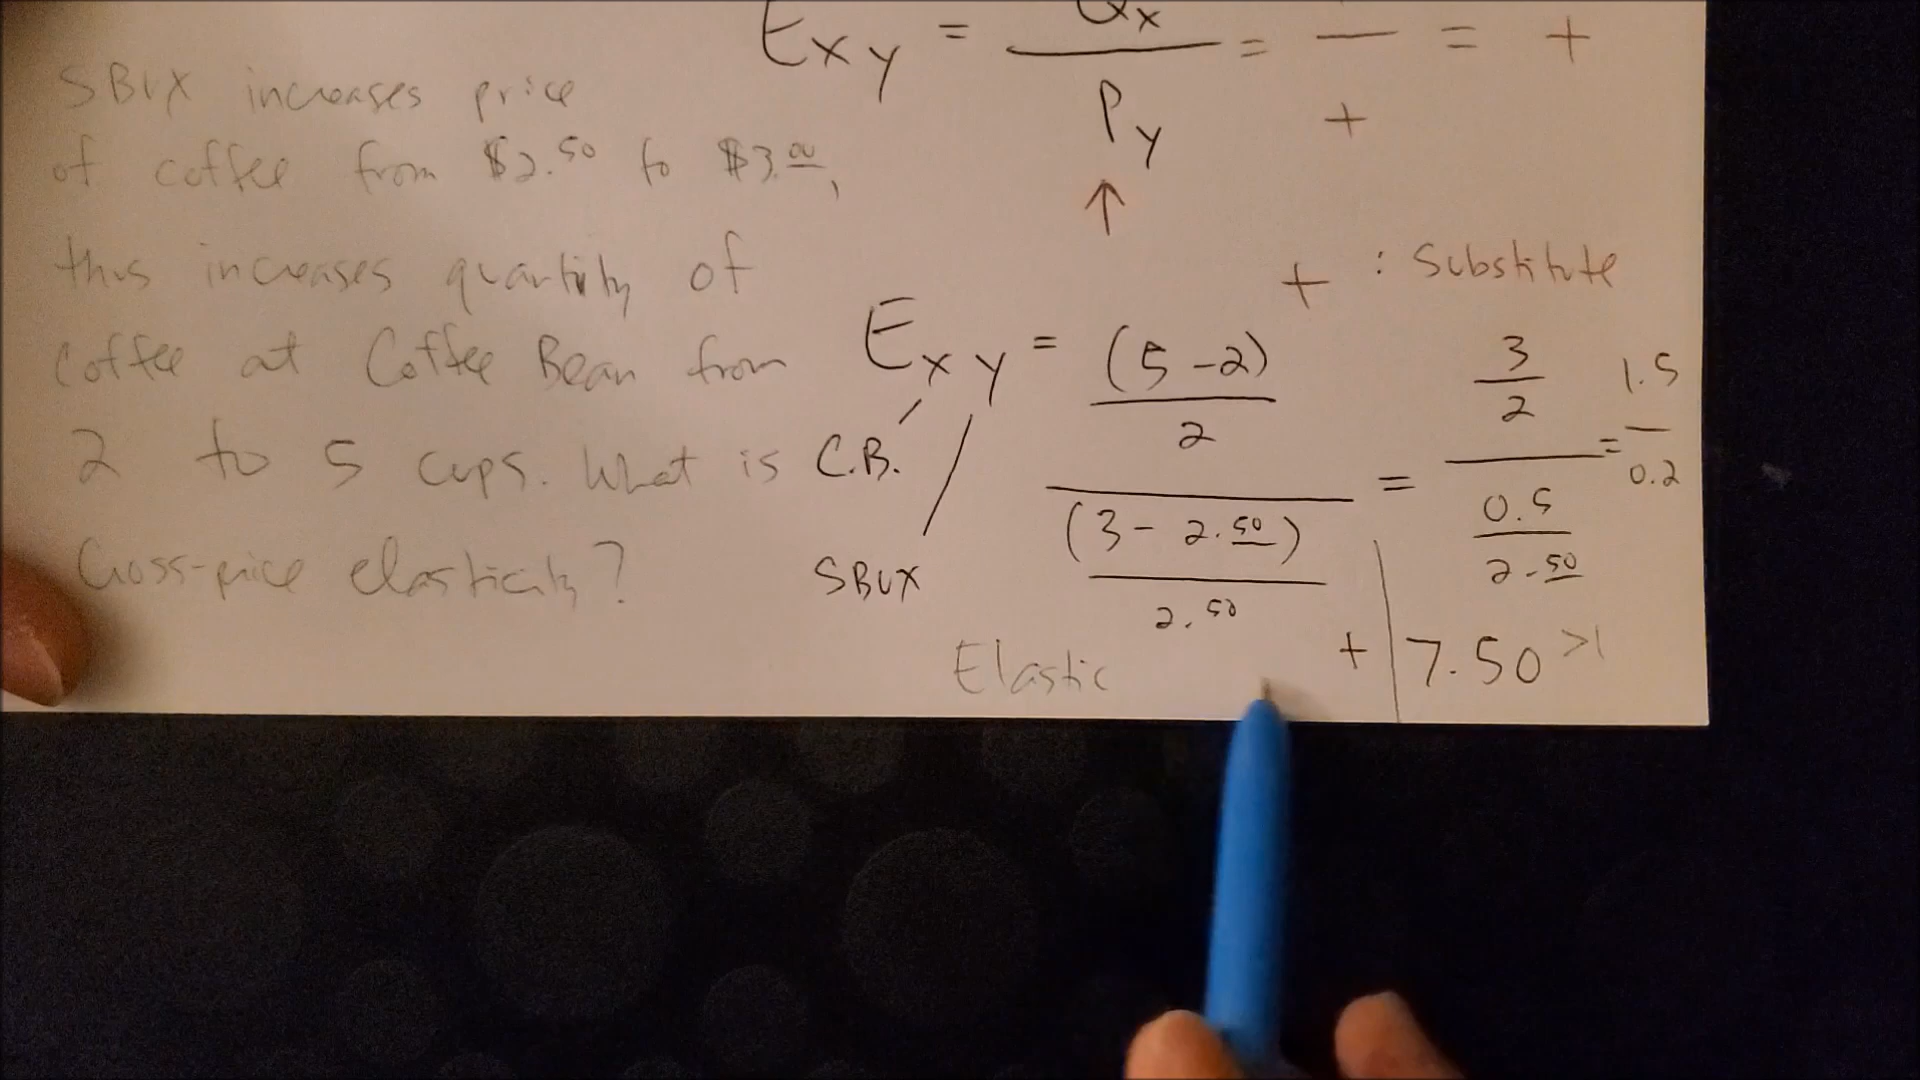 SBUX increases price
of coffee from $2.50 to $3.00,
thus increases quantity of
coffee at Coffee Bean from
2 to 5 cups. What is
Cross-price elasticity?
Exy = Qx / Py = — / + = +
↑
+ : Substitute
Exy = (5-2) / 2 / (3 - 2.50) / 2.50 = 3/2 / 0.5/2.50 = 1.5 / 0.2
C.B.
SBUX
Elastic + | 7.50 >1